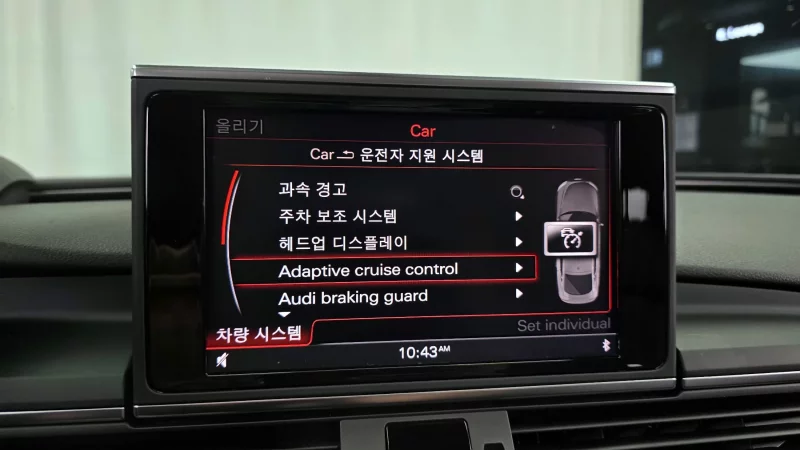 올리기
Car
Car 운전자 지원 시스템
과속 경고
주차 보조 시스템
헤드업 디스플레이
Adaptive cruise control
Audi braking guard
차량 시스템
Set individual
10:43 AM